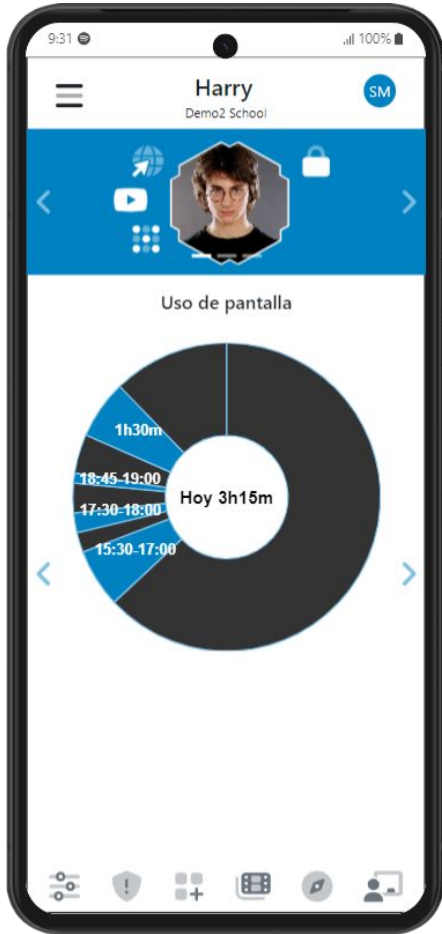 9:31
100%
Harry
SM
Demo2 School
Uso de pantalla
1h30m
18:45-19:00
Hoy 3h15m
17:30-18:00
15:30-17:00